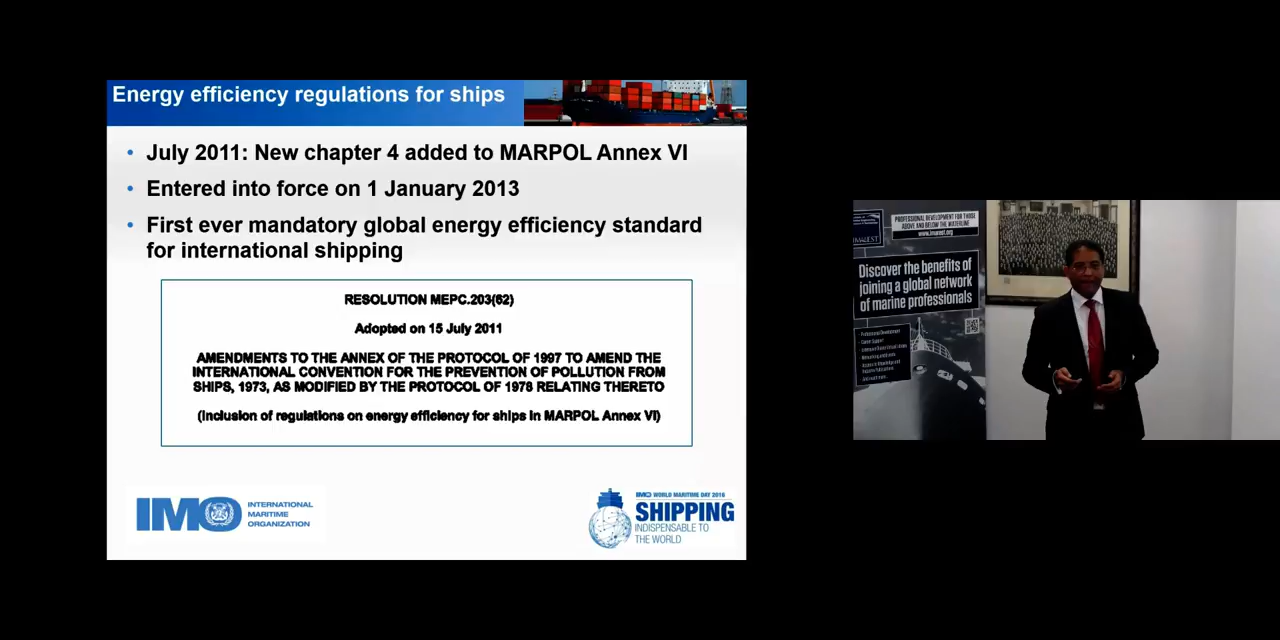 Energy efficiency regulations for ships
• July 2011: New chapter 4 added to MARPOL Annex VI
• Entered into force on 1 January 2013
• First ever mandatory global energy efficiency standard
for international shipping
RESOLUTION MEPC.203(62)
Adopted on 15 July 2011
AMENDMENTS TO THE ANNEX OF THE PROTOCOL OF 1997 TO AMEND THE
INTERNATIONAL CONVENTION FOR THE PREVENTION OF POLLUTION FROM
SHIPS, 1973, AS MODIFIED BY THE PROTOCOL OF 1978 RELATING THERETO
(Inclusion of regulations on energy efficiency for ships in MARPOL Annex VI)
IMO
INTERNATIONAL
MARITIME
ORGANIZATION
IMO WORLD MARITIME DAY 2016
SHIPPING
INDISPENSABLE TO
THE WORLD
PROFESSIONAL DEVELOPMENT FOR THOSE
ABOVE AND BELOW THE WATERLINE
www.imarest.org
Discover the benefits of
joining a global network
of marine professionals